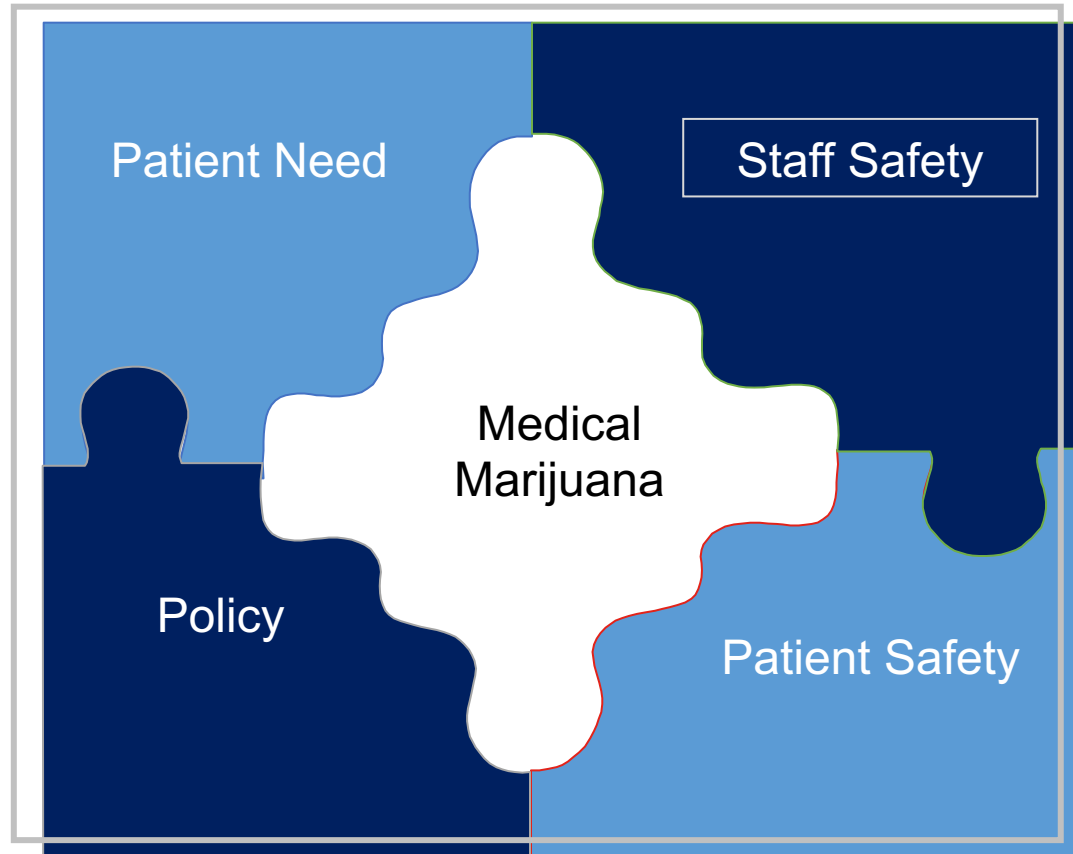 Patient Need
Staff Safety
Medical
Marijuana
Policy
Patient Safety